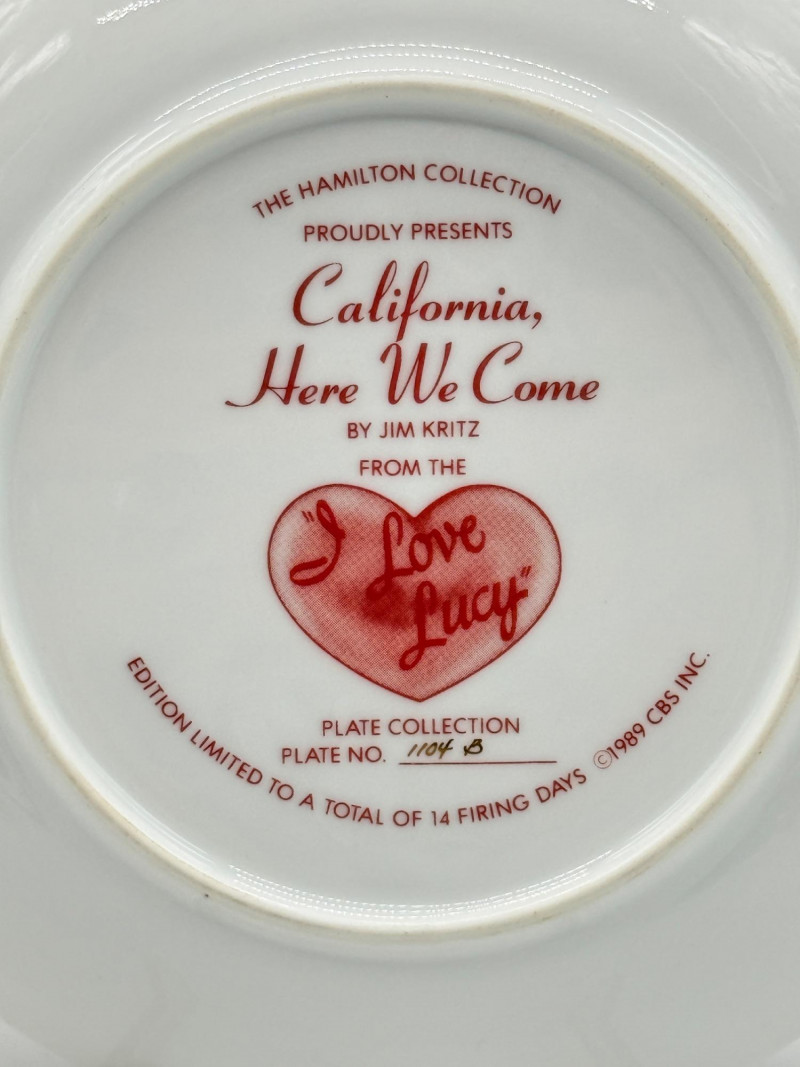 THE HAMILTON COLLECTION
PROUDLY PRESENTS
California,
Here We Come
BY JIM KRITZ
FROM THE
"I Love
Lucy"
PLATE COLLECTION
PLATE NO. 1104 B
EDITION LIMITED TO A TOTAL OF 14 FIRING DAYS ©1989 CBS INC.